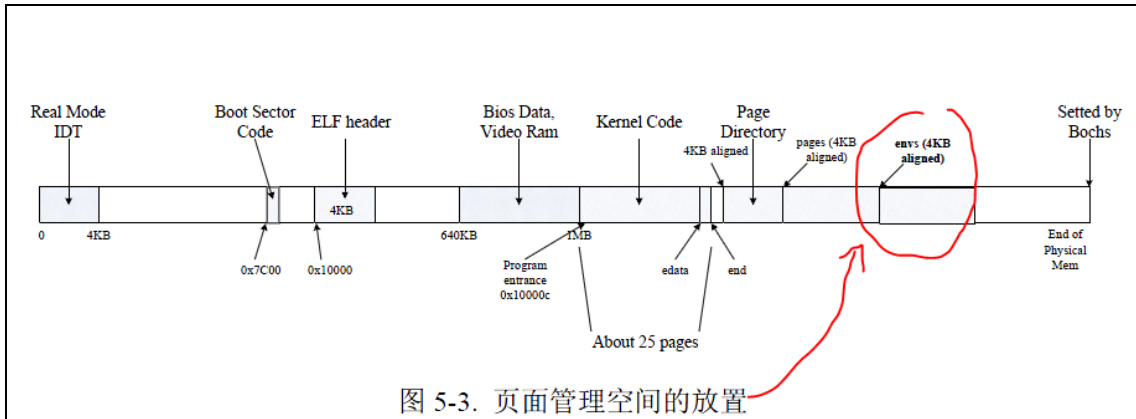 Real Mode
IDT
Boot Sector
Code
ELF header
Bios Data,
Video Ram
Kernel Code
4KB aligned
Page
Directory
pages (4KB
aligned)
envs (4KB
aligned)
Setted by
Bochs
4KB
0
4KB
0x7C00
0x10000
640KB
1MB
Program
entrance
0x10000c
edata
end
End of
Physical
Mem
About 25 pages
图 5-3. 页面管理空间的放置